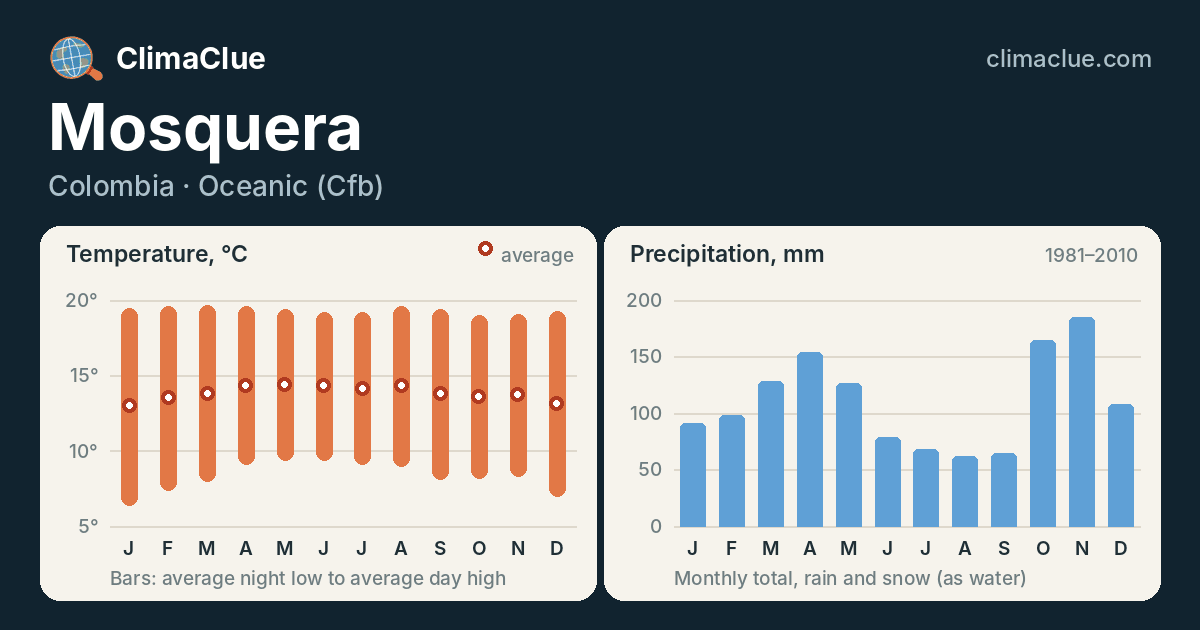 ClimaClue
climaclue.com
Mosquera
Colombia · Oceanic (Cfb)
Temperature, °C
average
20°
15°
10°
5°
J F M A M J J A S O N D
Bars: average night low to average day high
Precipitation, mm
1981–2010
200
150
100
50
0
J F M A M J J A S O N D
Monthly total, rain and snow (as water)